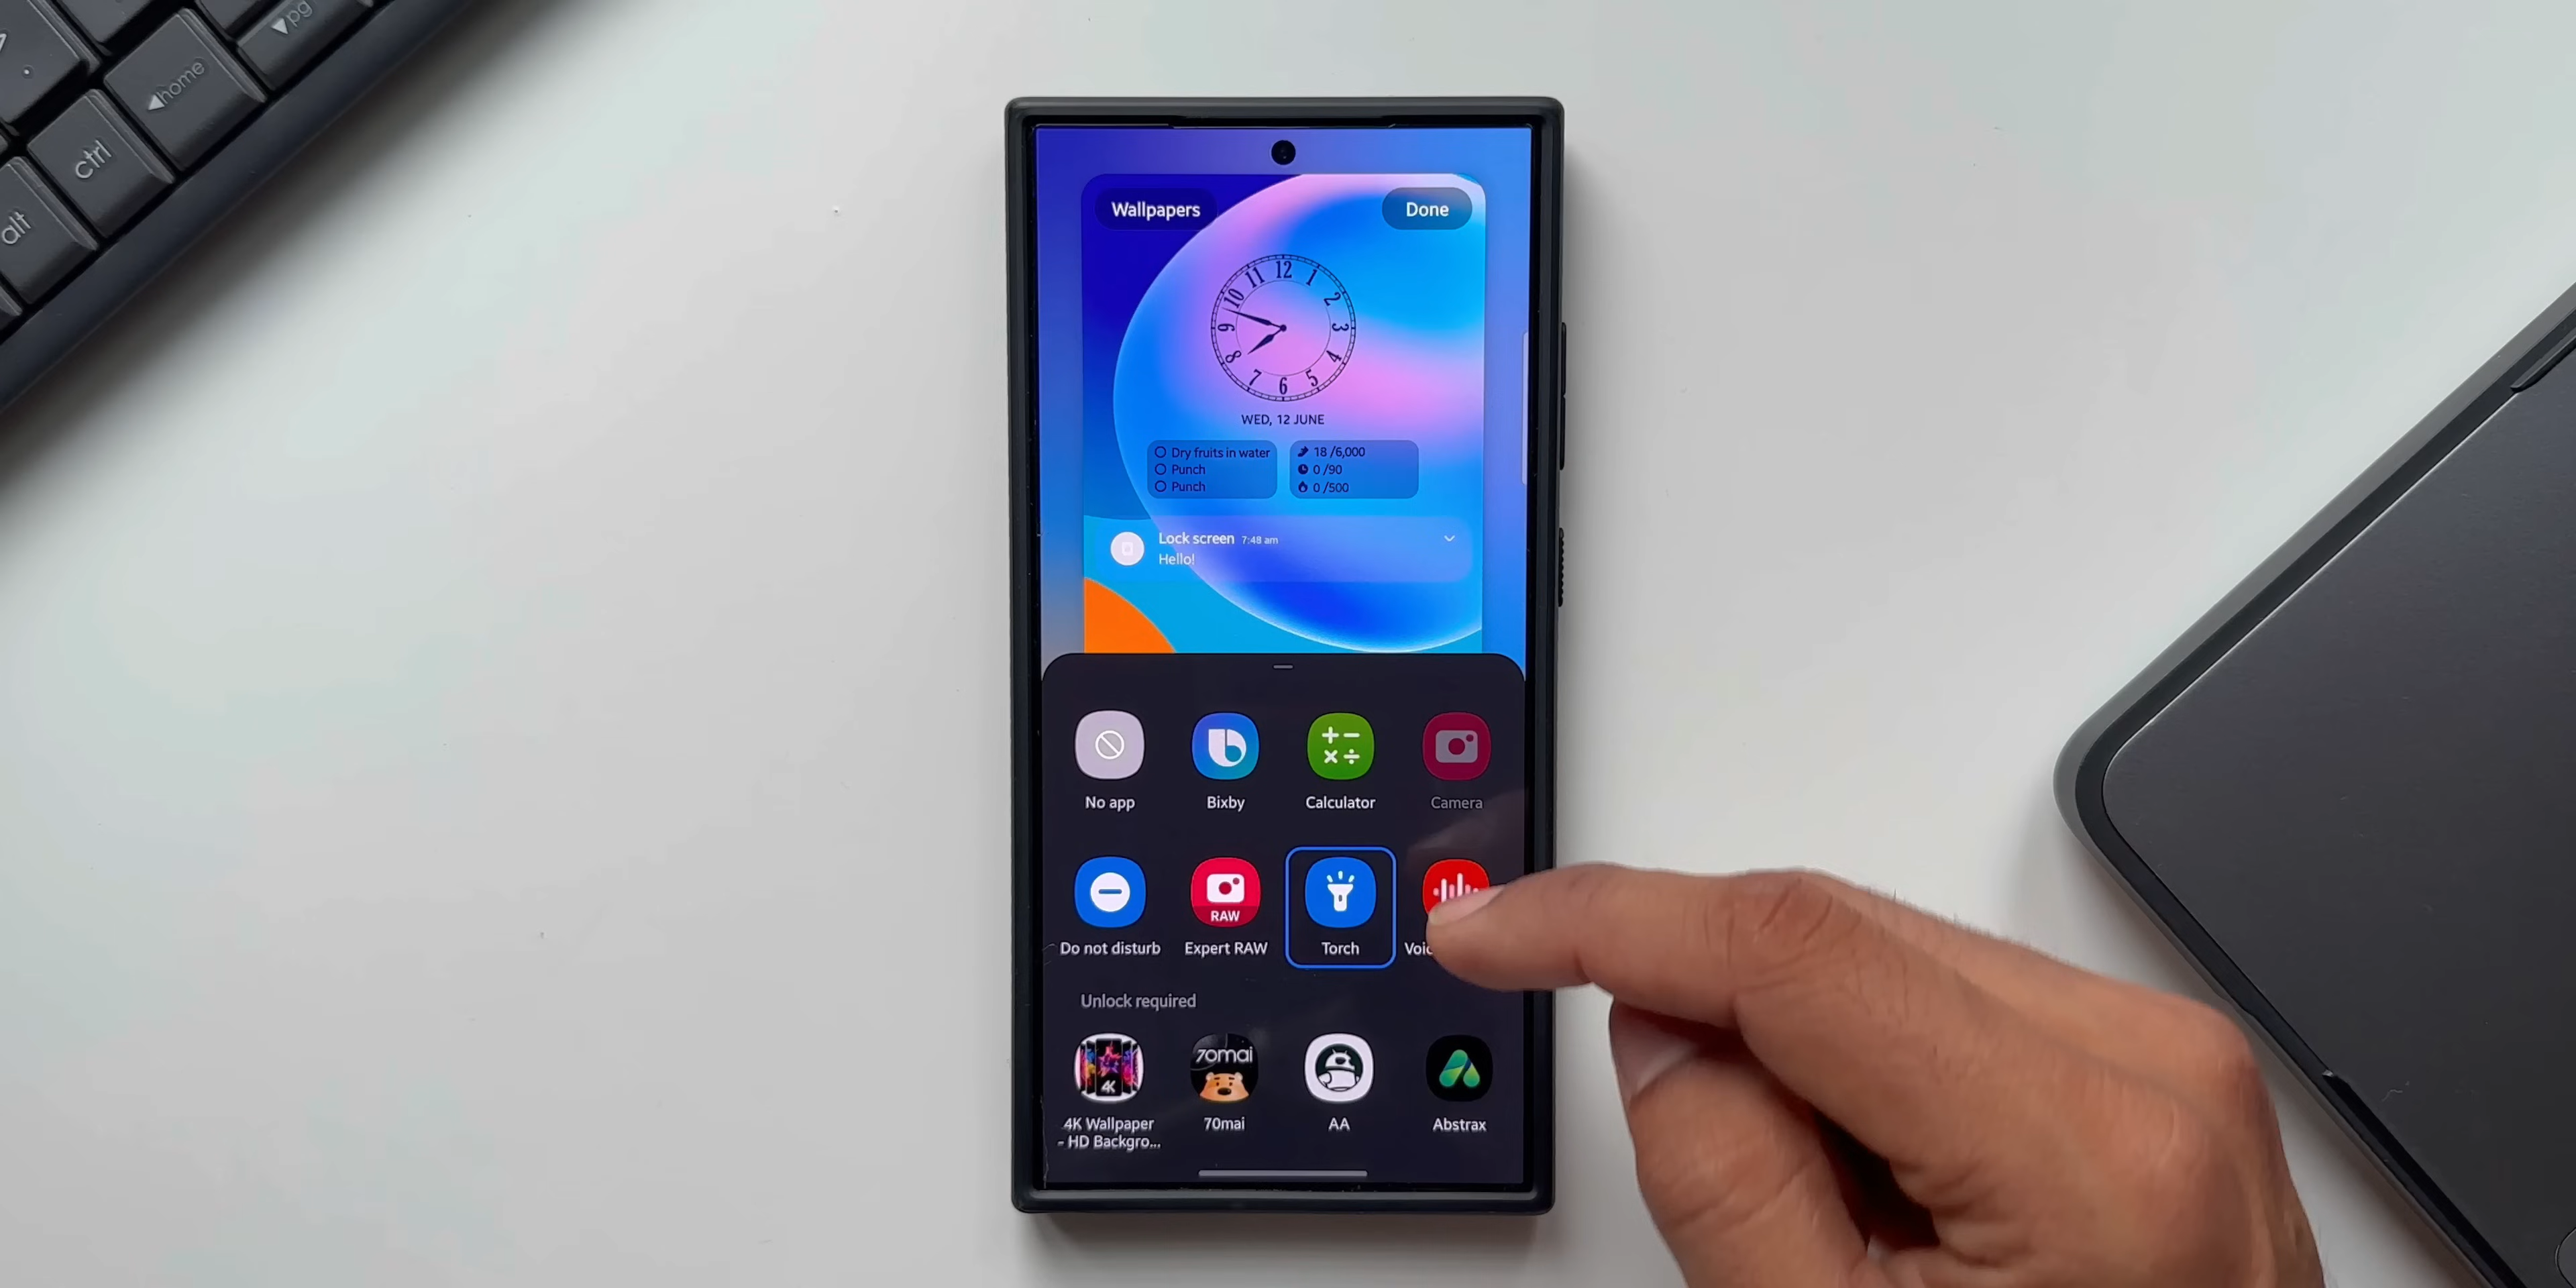 pg
home
ctrl
alt
Wallpapers
Done
12
11 1
10 2
9 3
8 4
7 5
6
WED, 12 JUNE
Dry fruits in water
Punch
Punch
18 /6,000
0 /90
0 /500
Lock screen 7:48 am
Hello!
No app
Bixby
Calculator
Camera
RAW
Do not disturb
Expert RAW
Torch
Unlock required
4K
70mai
4K Wallpaper
- HD Backgro...
70mai
AA
Abstrax